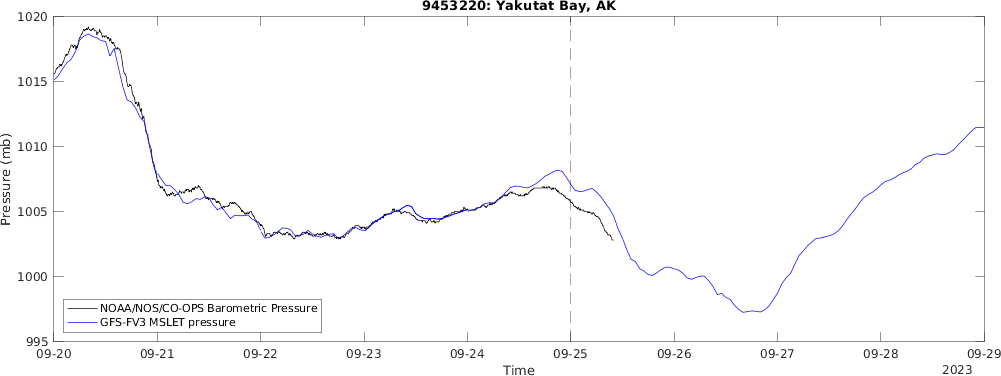 9453220: Yakutat Bay, AK
Pressure (mb)
1020
1015
1010
1005
1000
995
NOAA/NOS/CO-OPS Barometric Pressure
GFS-FV3 MSLET pressure
09-20 09-21 09-22 09-23 09-24 09-25 09-26 09-27 09-28 09-29
Time
2023